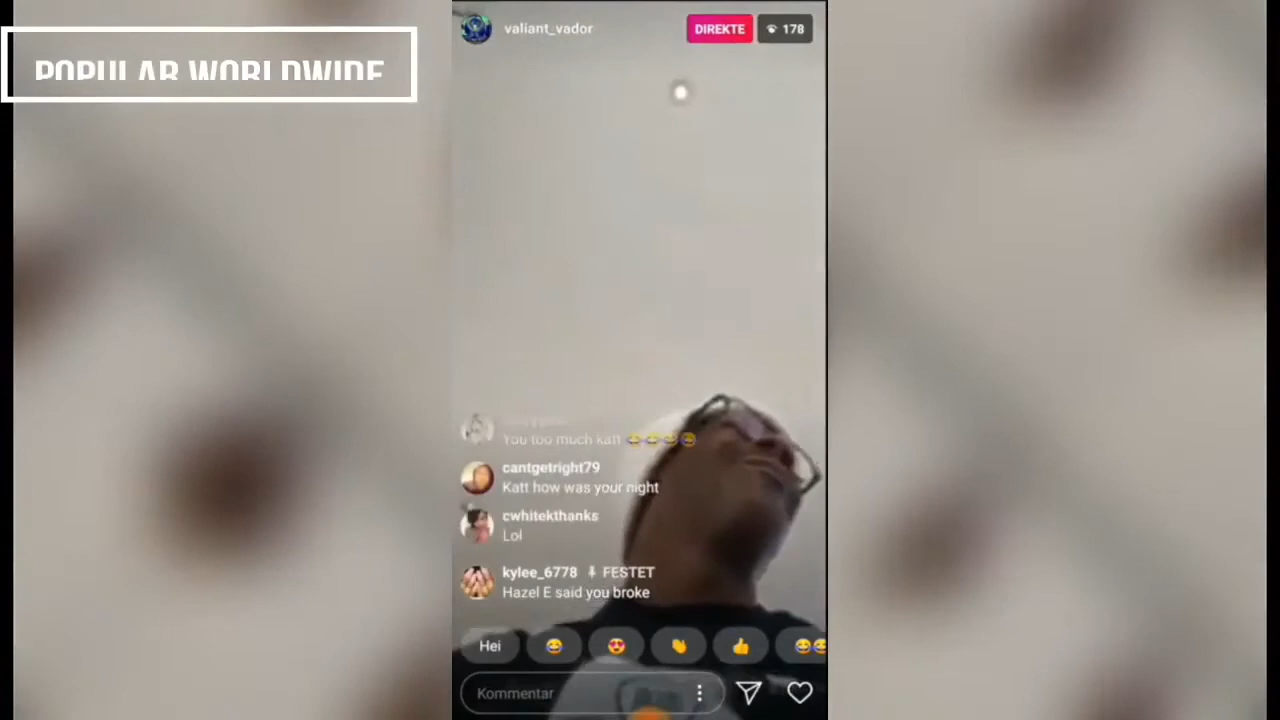 POPULAR WORLDWIDE
valiant_vador
DIREKTE
178
You too much katt 😂😂😂😂
cantgetright79
Katt how was your night
cwhitekthanks
Lol
kylee_6778 FESTET
Hazel E said you broke
Hei
Kommentar